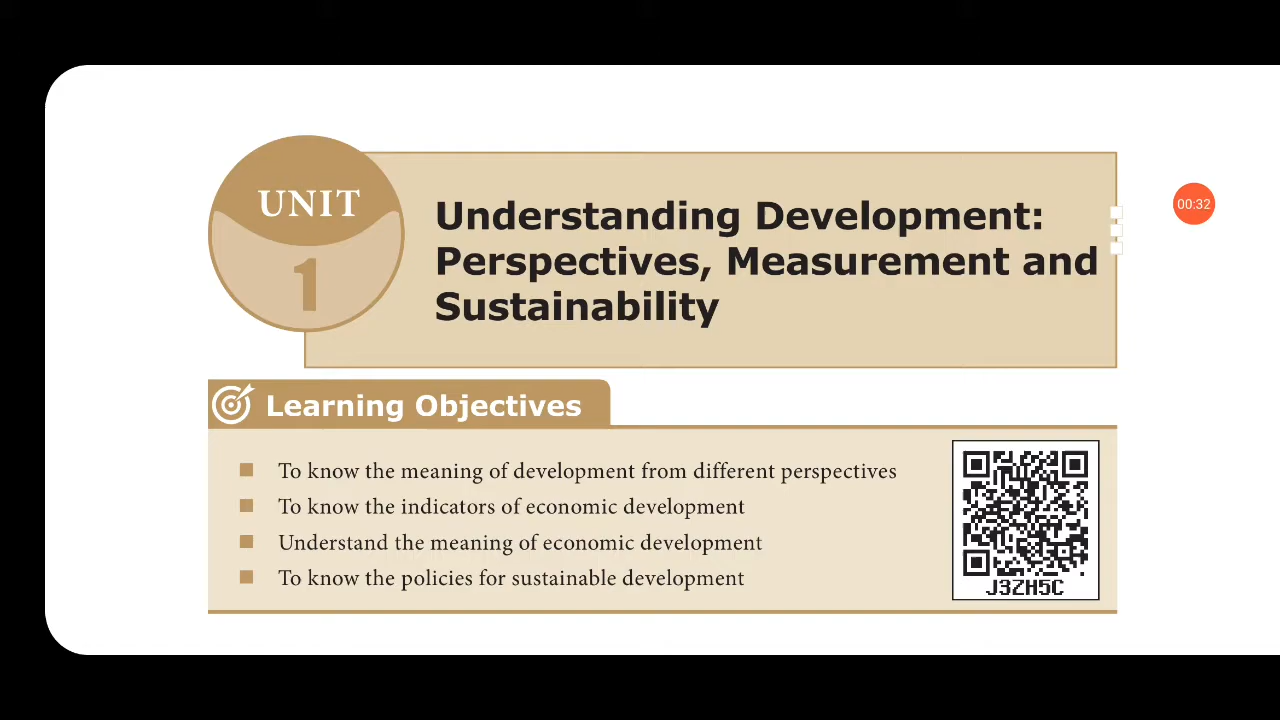 UNIT
1
Understanding Development:
Perspectives, Measurement and
Sustainability
00:32
Learning Objectives
To know the meaning of development from different perspectives
To know the indicators of economic development
Understand the meaning of economic development
To know the policies for sustainable development
J3ZH5C